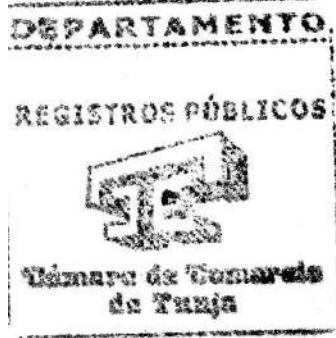 DEPARTAMENTO
REGISTROS PÚBLICOS
Cámara de Comercio
de Tunja